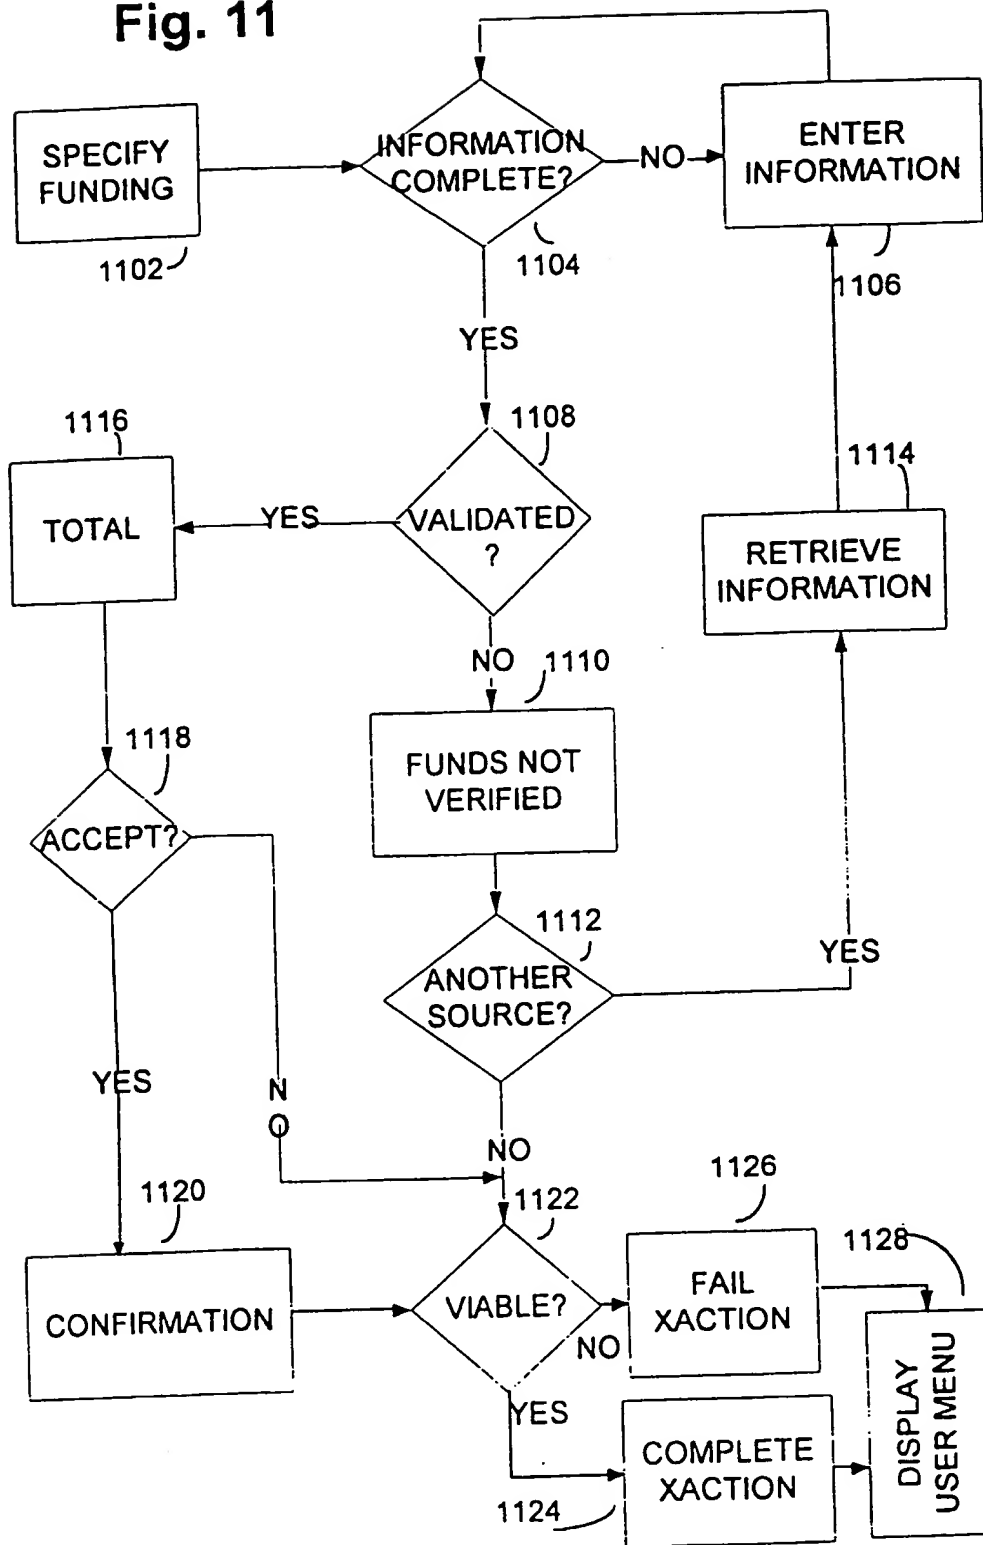 Fig. 11
SPECIFY
FUNDING
1102
INFORMATION
COMPLETE?
1104
NO
ENTER
INFORMATION
1106
YES
1108
VALIDATED
?
YES
1116
TOTAL
1114
RETRIEVE
INFORMATION
NO
1110
FUNDS NOT
VERIFIED
1118
ACCEPT?
1112
ANOTHER
SOURCE?
YES
YES
N
O
NO
1120
CONFIRMATION
1122
VIABLE?
NO
1126
FAIL
XACTION
1128
DISPLAY
USER MENU
YES
COMPLETE
XACTION
1124